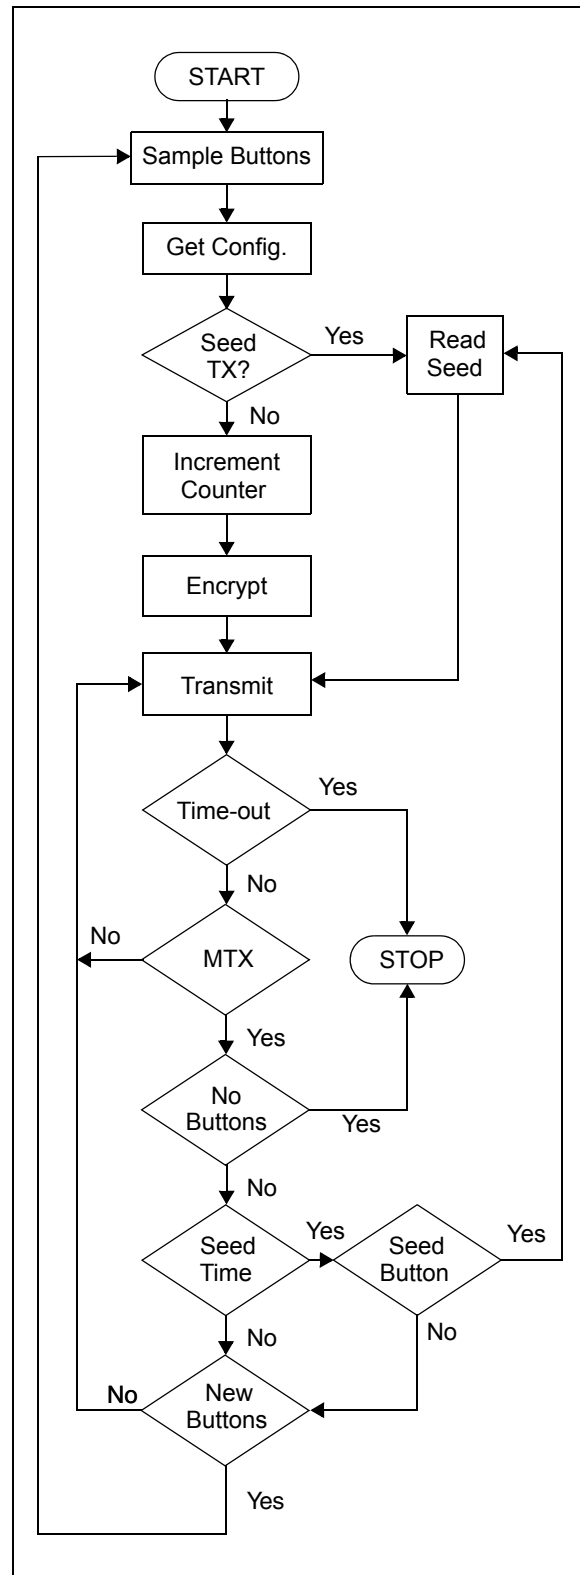 START
Sample Buttons
Get Config.
Seed
TX?
Yes
Read
Seed
No
Increment
Counter
Encrypt
Transmit
Time-out
Yes
No
MTX
No
STOP
Yes
No
Buttons
Yes
No
Seed
Time
Yes
Seed
Button
Yes
No
No
New
Buttons
No
Yes